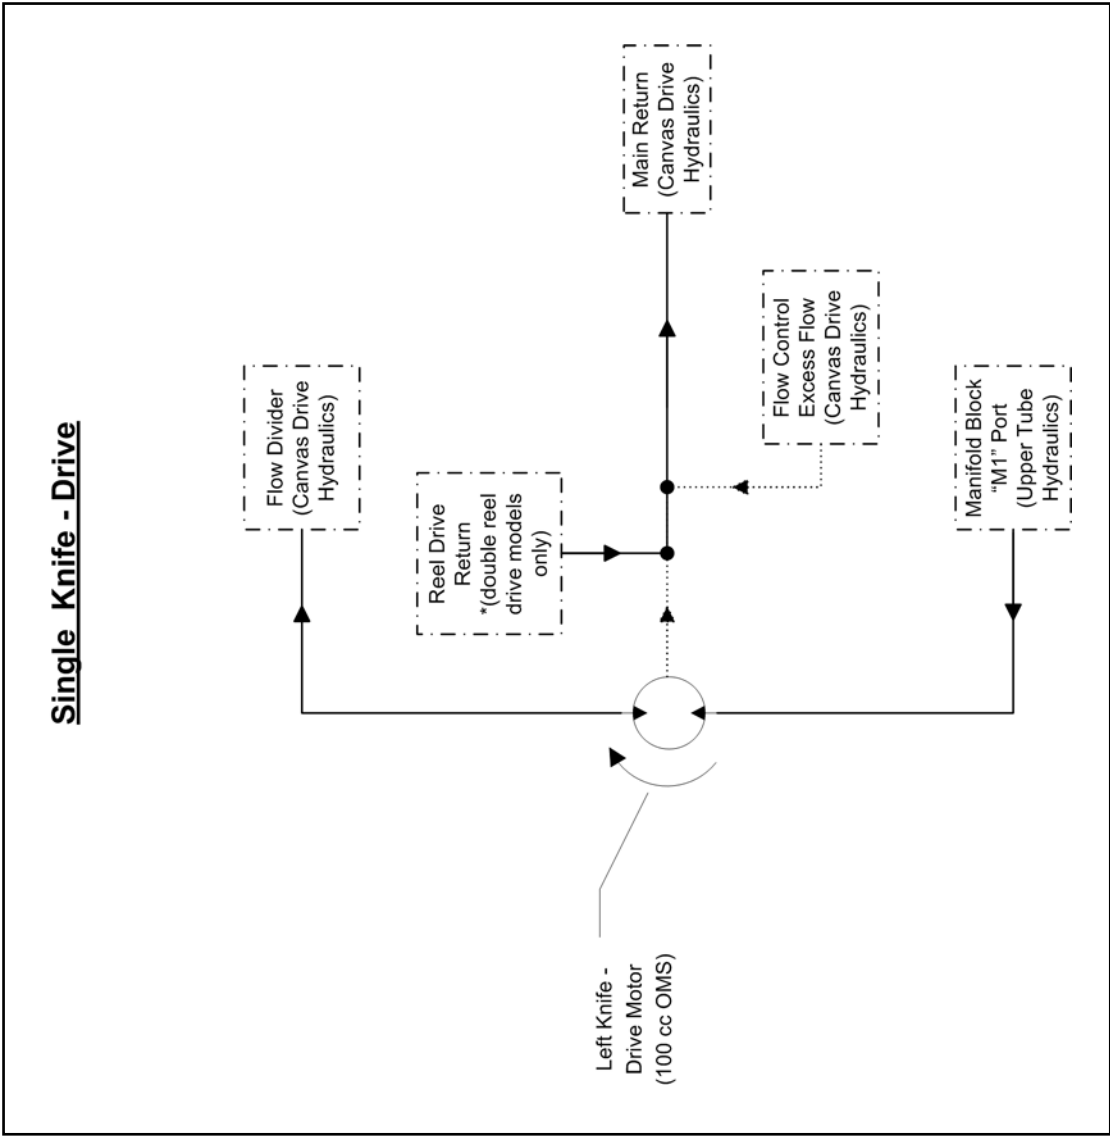 Single Knife - Drive
Flow Divider
(Canvas Drive
Hydraulics)
Reel Drive
Return
*(double reel
drive models
only)
Main Return
(Canvas Drive
Hydraulics)
Flow Control
Excess Flow
(Canvas Drive
Hydraulics)
Left Knife -
Drive Motor
(100 cc OMS)
Manifold Block
“M1” Port
(Upper Tube
Hydraulics)